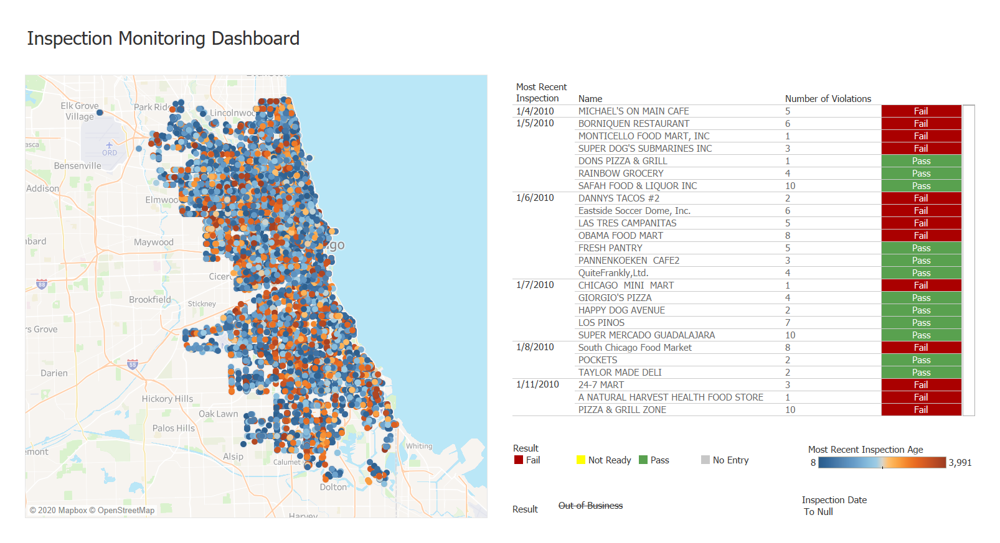 Inspection Monitoring Dashboard
Evanston
Elk Grove
Village
Park Ridge
Lincolnwood
ORD
asca
Bensenville
Addison
Elmwood
Maywood
nbard
ago
Cicero
88
Brookfield
Stickney
rs Grove
55
Darien
Hickory Hills
Oak Lawn
Palos Hills
emont
Alsip
Calumet
Whiting
Dolton
Harvey
© 2020 Mapbox © OpenStreetMap
Most Recent
Inspection Name Number of Violations
1/4/2010 MICHAEL'S ON MAIN CAFE 5 Fail
1/5/2010 BORNIQUEN RESTAURANT 6 Fail
MONTICELLO FOOD MART, INC 1 Fail
SUPER DOG'S SUBMARINES INC 3 Fail
DONS PIZZA & GRILL 1 Pass
RAINBOW GROCERY 4 Pass
SAFAH FOOD & LIQUOR INC 10 Pass
1/6/2010 DANNYS TACOS #2 2 Fail
Eastside Soccer Dome, Inc. 6 Fail
LAS TRES CAMPANITAS 5 Fail
OBAMA FOOD MART 8 Fail
FRESH PANTRY 5 Pass
PANNENKOEKEN  CAFE2 3 Pass
QuiteFrankly,Ltd. 4 Pass
1/7/2010 CHICAGO  MINI  MART 1 Fail
GIORGIO'S PIZZA 4 Pass
HAPPY DOG AVENUE 2 Pass
LOS PINOS 7 Pass
SUPER MERCADO GUADALAJARA 10 Pass
1/8/2010 South Chicago Food Market 8 Fail
POCKETS 2 Pass
TAYLOR MADE DELI 2 Pass
1/11/2010 24-7 MART 3 Fail
A NATURAL HARVEST HEALTH FOOD STORE 1 Fail
PIZZA & GRILL ZONE 10 Fail
Result
Fail Not Ready Pass No Entry
Most Recent Inspection Age
8 3,991
Result Out of Business
Inspection Date
To Null